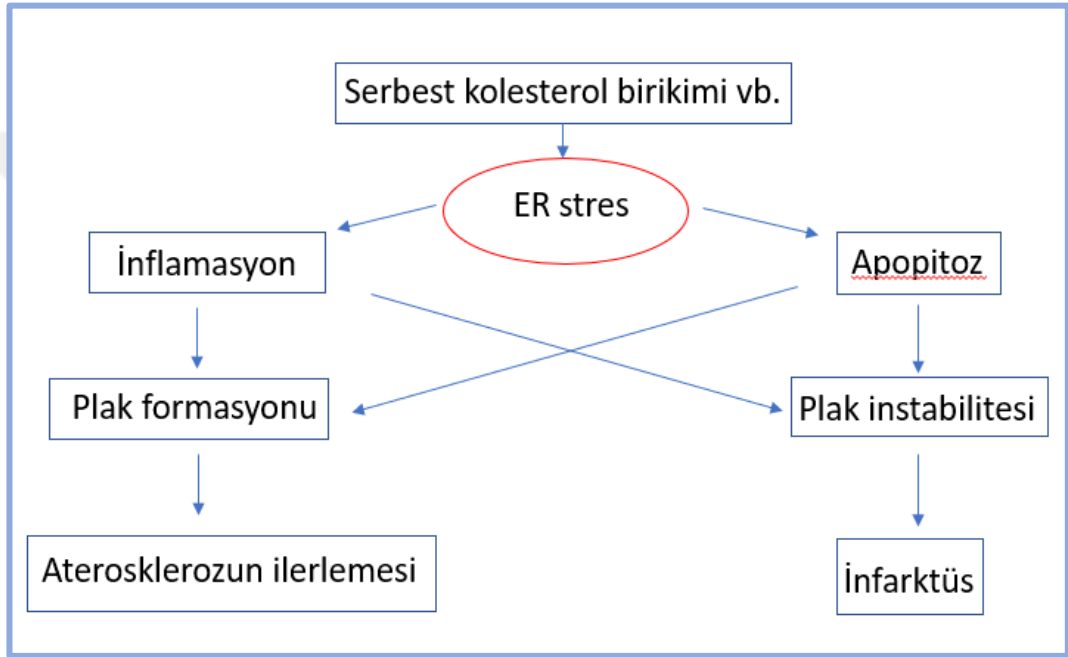 Serbest kolesterol birikimi vb.
ER stres
İnflamasyon
Apopitoz
Plak formasyonu
Plak instabilitesi
Aterosklerozun ilerlemesi
İnfarktüs